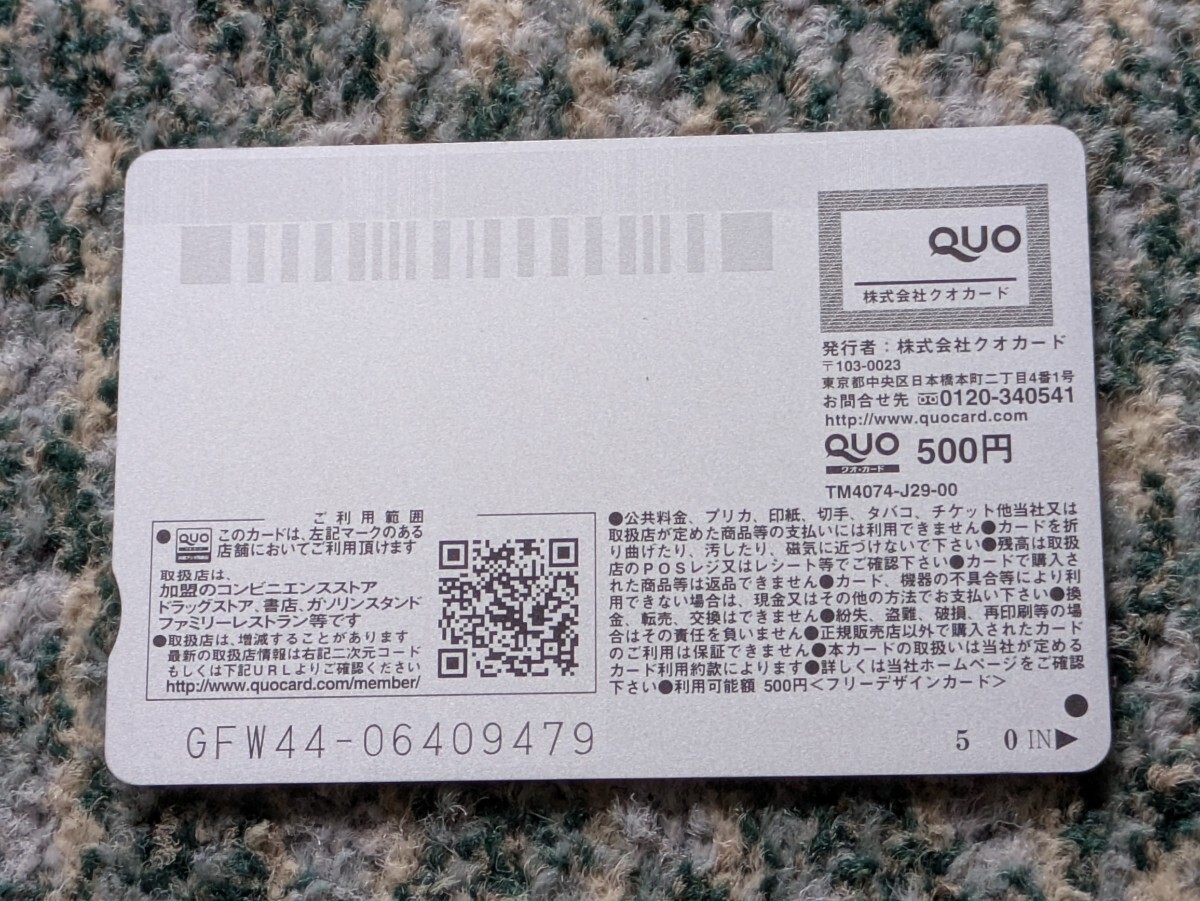 QUO
株式会社クオカード
発行者：株式会社クオカード
〒103-0023
東京都中央区日本橋本町二丁目4番1号
お問合せ先 0120-340541
http://www.quocard.com
QUO 500円
クオ・カード
TM4074-J29-00
ご利用範囲
●QUO このカードは、左記マークのある
店舗においてご利用頂けます
取扱店は、
加盟のコンビニエンスストア
ドラッグストア、書店、ガソリンスタンド
ファミリーレストラン等です
●取扱店は、増減することがあります
最新の取扱店情報は右記二次元コード
もしくは下記URLよりご確認ください
http://www.quocard.com/member/
●公共料金、プリカ、印紙、切手、タバコ、チケット他当社又は
取扱店が定めた商品等の支払いには利用できません●カードを折
り曲げたり、汚したり、磁気に近づけないで下さい●残高は取扱
店のPOSレジ又はレシート等でご確認下さい●カードで購入さ
れた商品等は返品できません●カード、機器の不具合等により利
用できない場合は、現金又はその他の方法でお支払い下さい●換
金、転売、交換はできません●紛失、盗難、破損、再印刷等の場
合はその責任を負いません●正規販売店以外で購入されたカード
のご利用は保証できません●本カードの取扱いは当社が定める
カード利用約款によります●詳しくは当社ホームページをご確認
下さい●利用可能額 500円＜フリーデザインカード＞
GFW44-06409479
5 0 IN▶